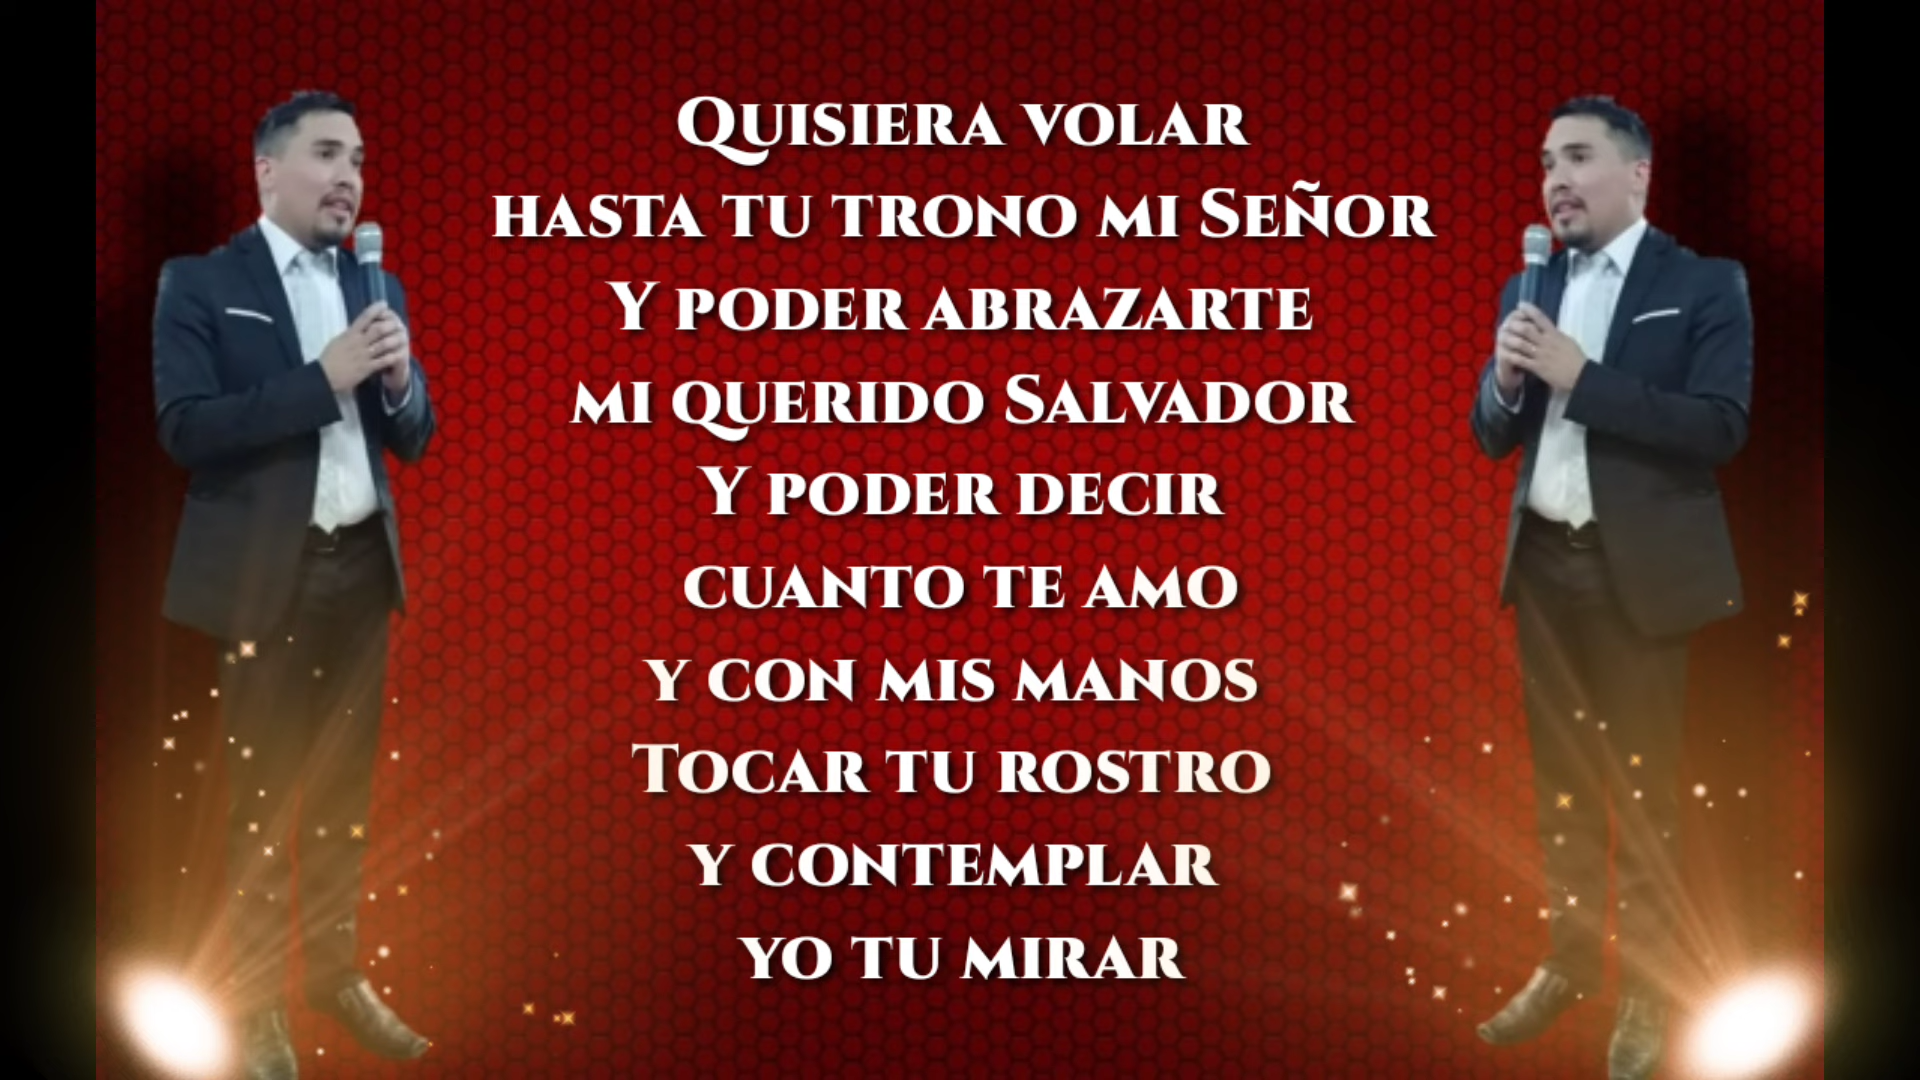 Quisiera volar
hasta tu trono mi Señor
Y poder abrazarte
mi querido Salvador
Y poder decir
cuanto te amo
y con mis manos
Tocar tu rostro
y contemplar
yo tu mirar